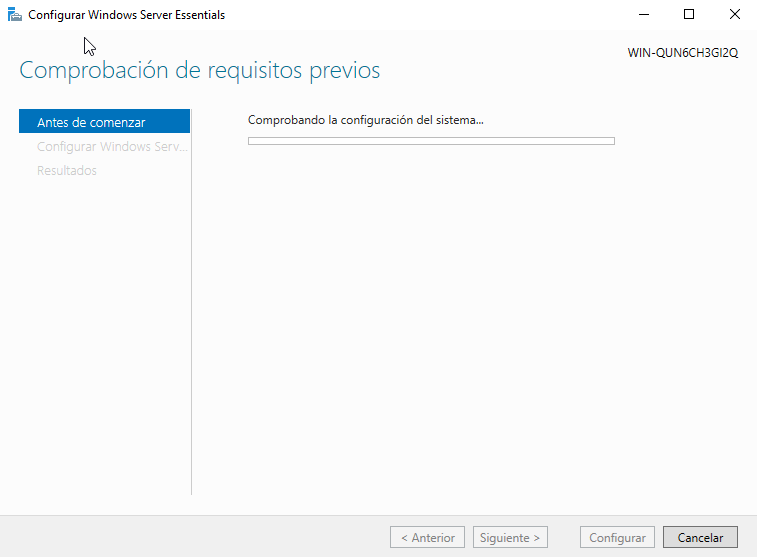 Configurar Windows Server Essentials
Comprobación de requisitos previos
WIN-QUN6CH3GI2Q
Antes de comenzar
Configurar Windows Serv...
Resultados
Comprobando la configuración del sistema...
< Anterior
Siguiente >
Configurar
Cancelar